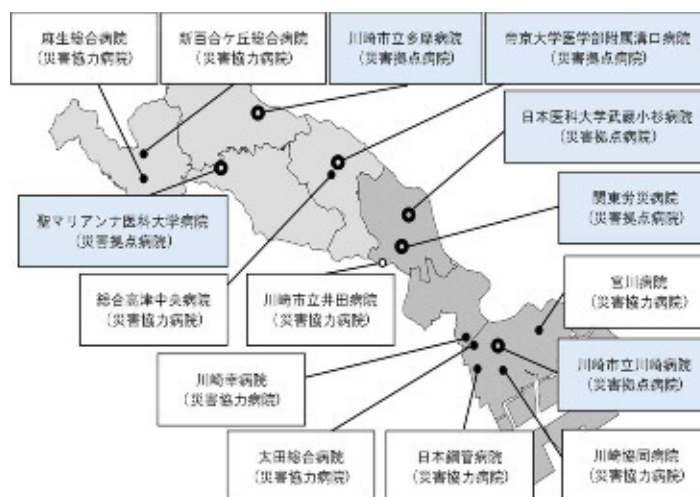 麻生総合病院
(災害協力病院)
新百合ケ丘総合病院
(災害協力病院)
川崎市立多摩病院
(災害拠点病院)
帝京大学医学部附属溝口病院
(災害拠点病院)
日本医科大学武蔵小杉病院
(災害拠点病院)
聖マリアンナ医科大学病院
(災害拠点病院)
関東労災病院
(災害拠点病院)
総合高津中央病院
(災害協力病院)
川崎市立井田病院
(災害協力病院)
宮川病院
(災害協力病院)
川崎幸病院
(災害協力病院)
川崎市立川崎病院
(災害拠点病院)
太田総合病院
(災害協力病院)
日本鋼管病院
(災害協力病院)
川崎協同病院
(災害協力病院)